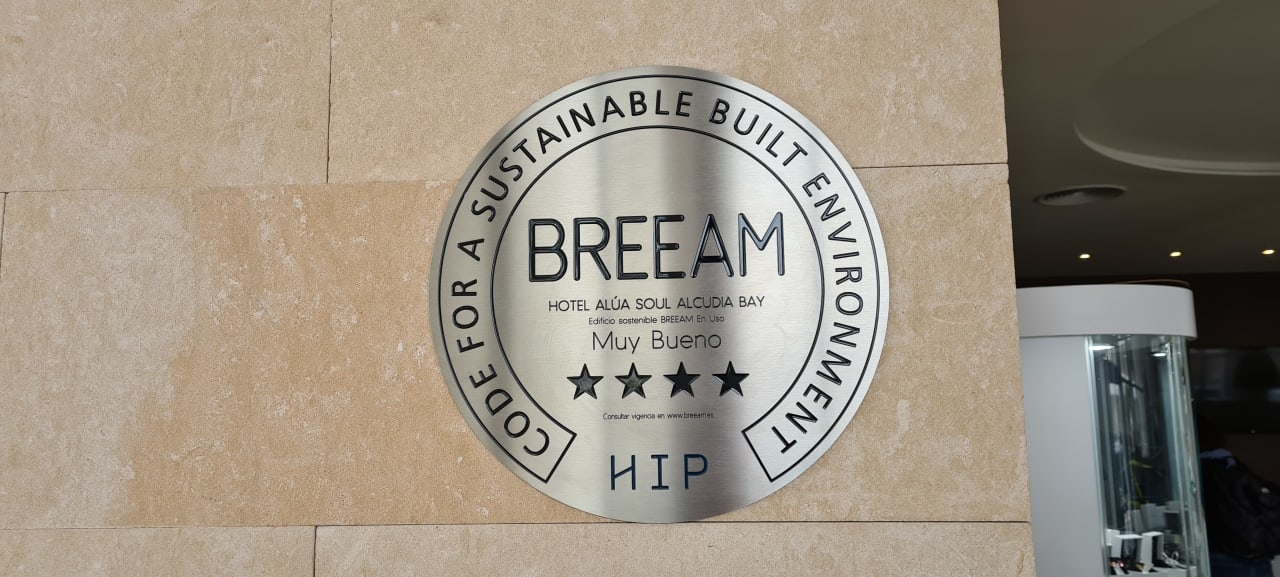 CODE FOR A SUSTAINABLE BUILT ENVIRONMENT
BREEAM
HOTEL ALÚA SOUL ALCUDIA BAY
Edificio sostenible BREEAM En Uso
Muy Bueno
Consultar vigencia en www.breeam.es
HIP